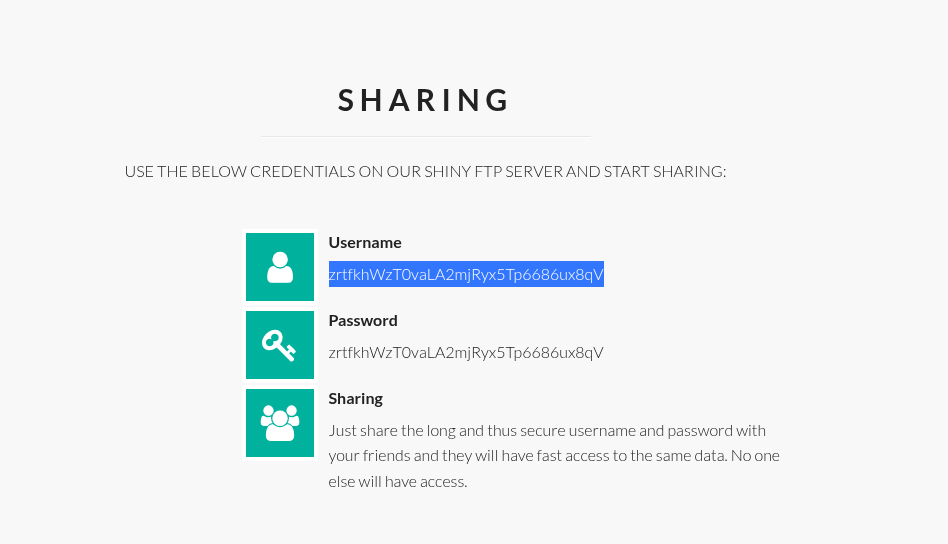 SHARING
USE THE BELOW CREDENTIALS ON OUR SHINY FTP SERVER AND START SHARING:
Username
zrtfkhWzT0vaLA2mjRyx5Tp6686ux8qV
Password
zrtfkhWzT0vaLA2mjRyx5Tp6686ux8qV
Sharing
Just share the long and thus secure username and password with
your friends and they will have fast access to the same data. No one
else will have access.